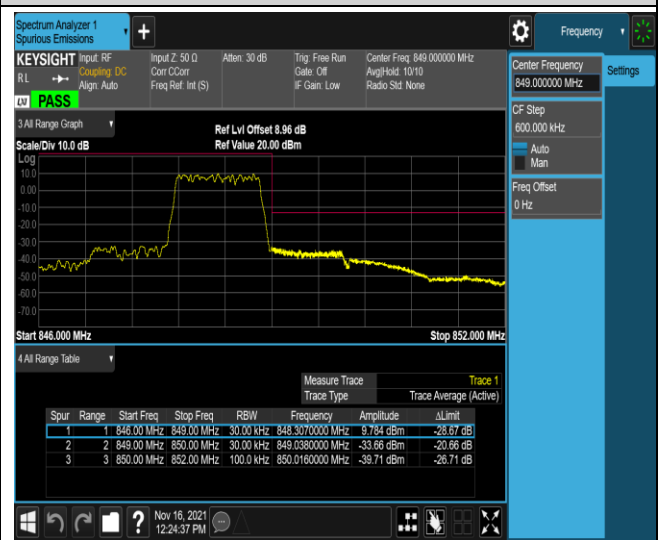 Spectrum Analyzer 1
Spurious Emissions
Frequency
KEYSIGHT
RL
LXI PASS
Input: RF
Coupling: DC
Align: Auto
Input Z: 50 Ω
Corr CCorr
Freq Ref: Int (S)
Atten: 30 dB
Trig: Free Run
Gate: Off
IF Gain: Low
Center Freq: 849.000000 MHz
Avg|Hold: 10/10
Radio Std: None
Center Frequency
849.000000 MHz
Settings
CF Step
600.000 kHz
Auto
Man
Freq Offset
0 Hz
3 All Range Graph
Scale/Div 10.0 dB
Ref Lvl Offset 8.96 dB
Ref Value 20.00 dBm
Log
10.0
0.00
-10.0
-20.0
-30.0
-40.0
-50.0
-60.0
-70.0
Start 846.000 MHz
Stop 852.000 MHz
4 All Range Table
Measure Trace Trace 1
Trace Type Trace Average (Active)
Spur Range Start Freq Stop Freq RBW Frequency Amplitude ΔLimit
1 1 846.00 MHz 849.00 MHz 30.00 kHz 848.3070000 MHz 9.784 dBm -28.67 dB
2 2 849.00 MHz 850.00 MHz 30.00 kHz 849.0380000 MHz -33.66 dBm -20.66 dB
3 3 850.00 MHz 852.00 MHz 100.0 kHz 850.0160000 MHz -39.71 dBm -26.71 dB
Nov 16, 2021
12:24:37 PM